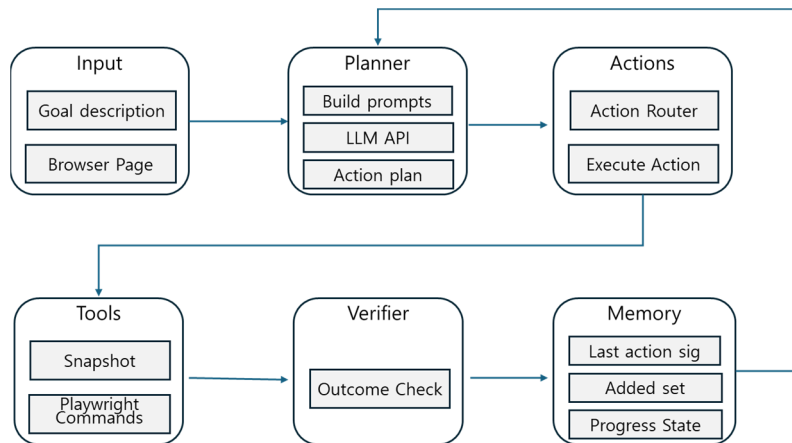 Input
Goal description
Browser Page
Planner
Build prompts
LLM API
Action plan
Actions
Action Router
Execute Action
Tools
Snapshot
Playwright
Commands
Verifier
Outcome Check
Memory
Last action sig
Added set
Progress State